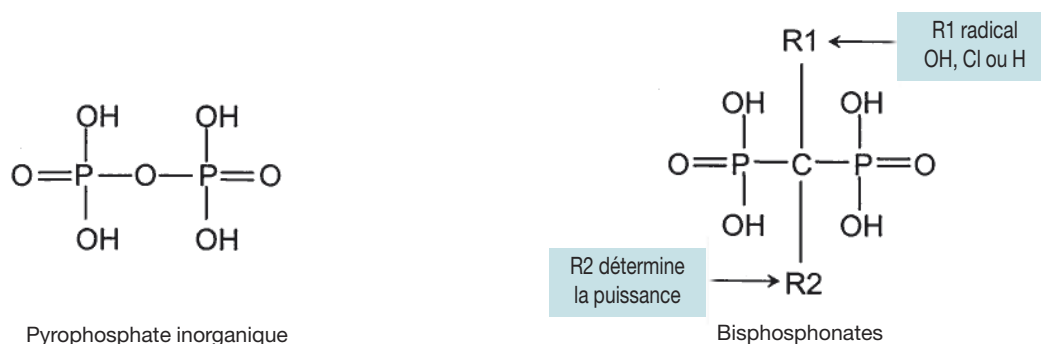 OH OH
O=P—O—P=O
OH OH
Pyrophosphate inorganique
R1
R1 radical
OH, Cl ou H
OH OH
O=P—C—P=O
OH OH
R2 détermine
la puissance
R2
Bisphosphonates